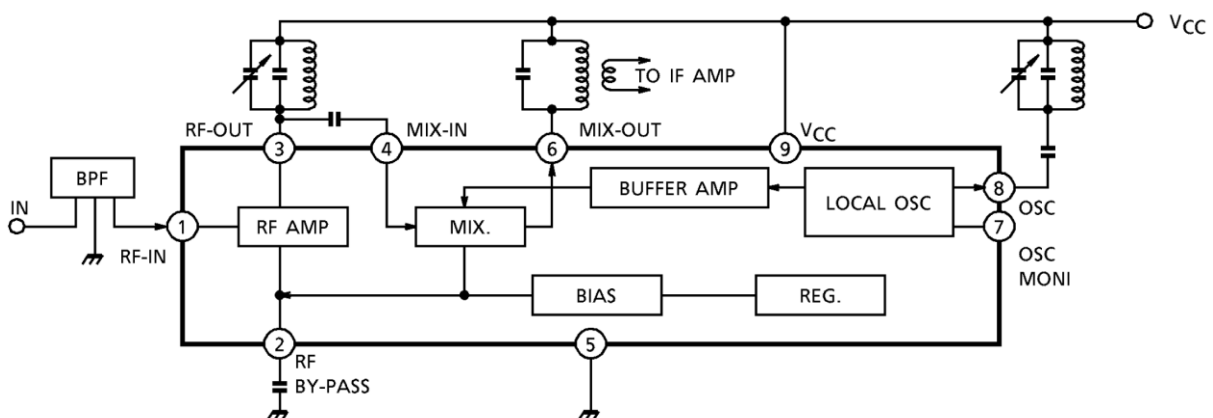 VCC
TO IF AMP
RF-OUT
MIX-IN
MIX-OUT
VCC
3
4
6
9
BPF
IN
1
RF-IN
RF AMP
MIX.
BUFFER AMP
LOCAL OSC
8
OSC
7
OSC
MONI
BIAS
REG.
2
5
RF
BY-PASS